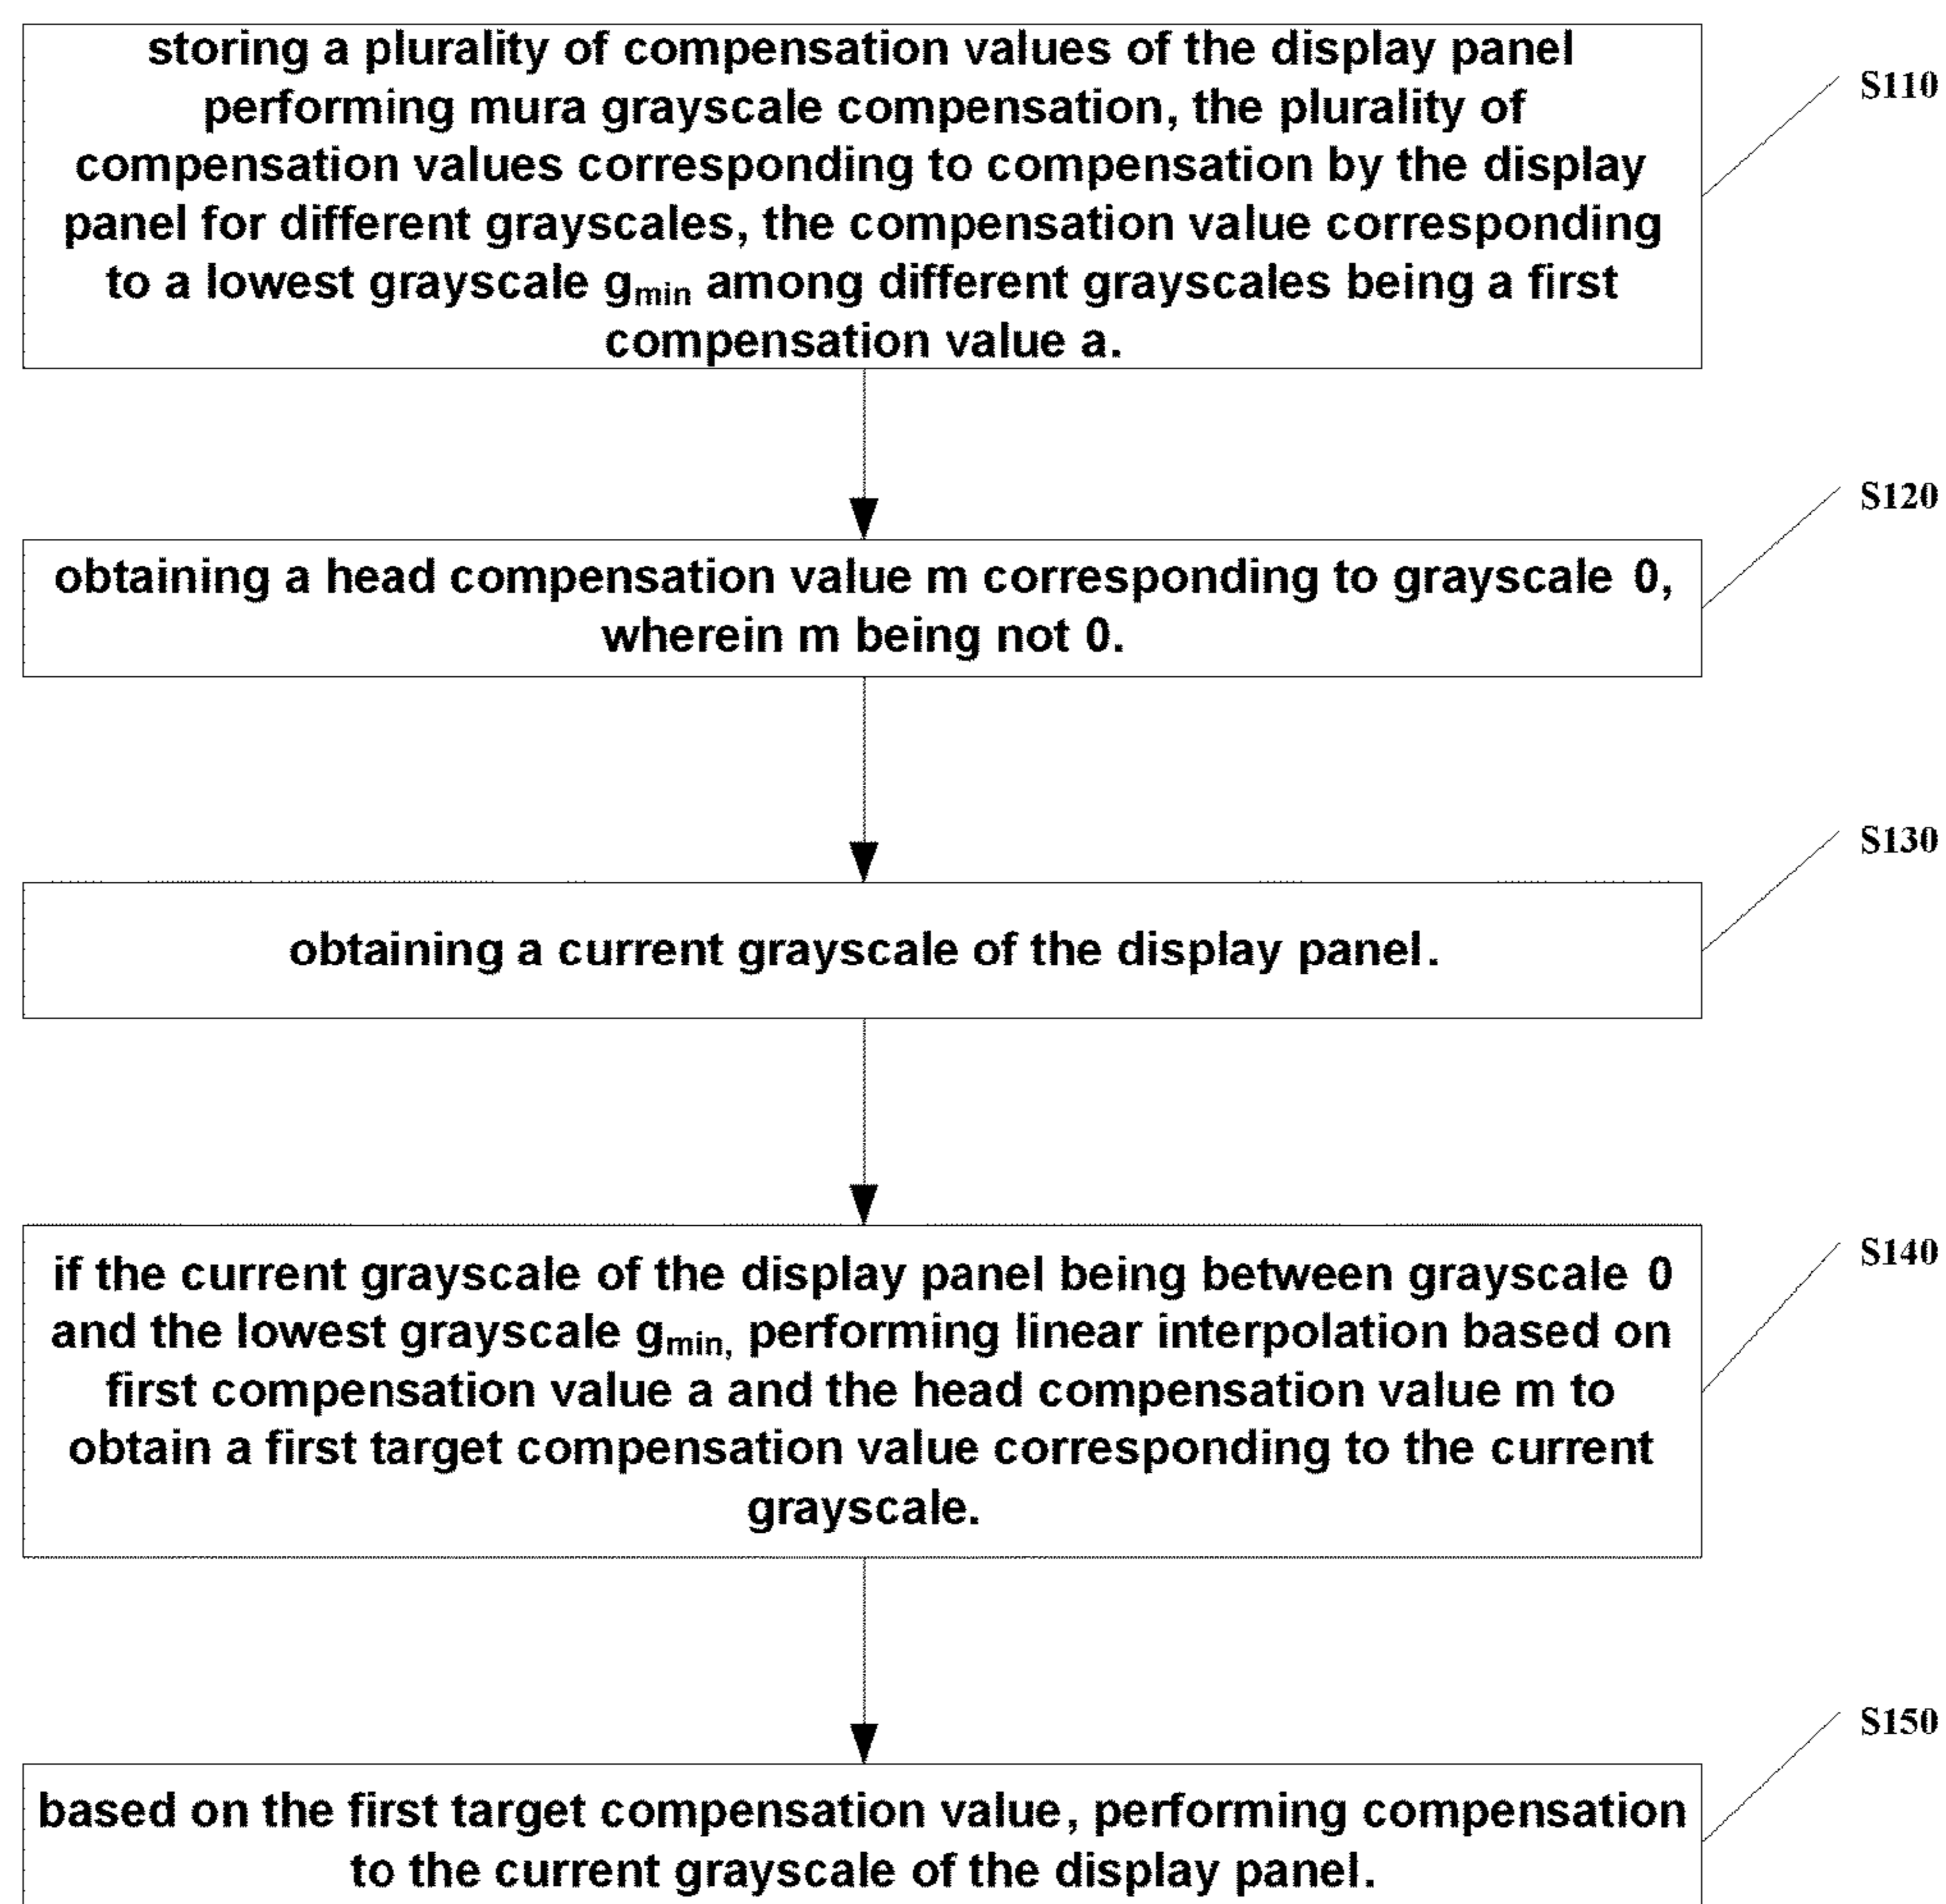 storing a plurality of compensation values of the display panel
performing mura grayscale compensation, the plurality of
compensation values corresponding to compensation by the display
panel for different grayscales, the compensation value corresponding
to a lowest grayscale gmin among different grayscales being a first
compensation value a.
S110
obtaining a head compensation value m corresponding to grayscale 0,
wherein m being not 0.
S120
obtaining a current grayscale of the display panel.
S130
if the current grayscale of the display panel being between grayscale 0
and the lowest grayscale gmin, performing linear interpolation based on
first compensation value a and the head compensation value m to
obtain a first target compensation value corresponding to the current
grayscale.
S140
based on the first target compensation value, performing compensation
to the current grayscale of the display panel.
S150